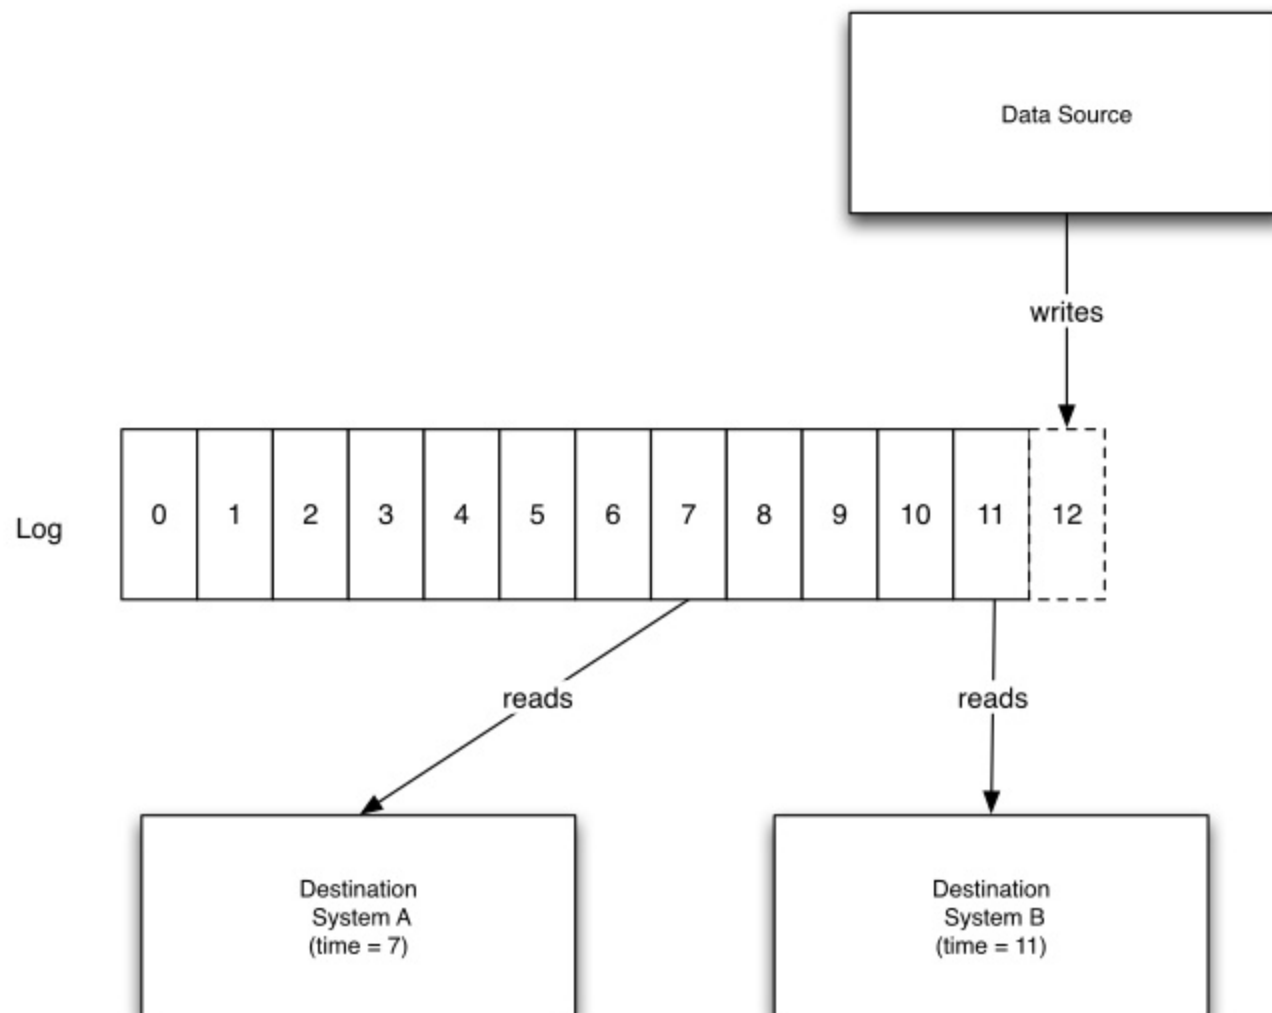 Data Source
writes
Log
0 1 2 3 4 5 6 7 8 9 10 11 12
reads
reads
Destination
System A
(time = 7)
Destination
System B
(time = 11)